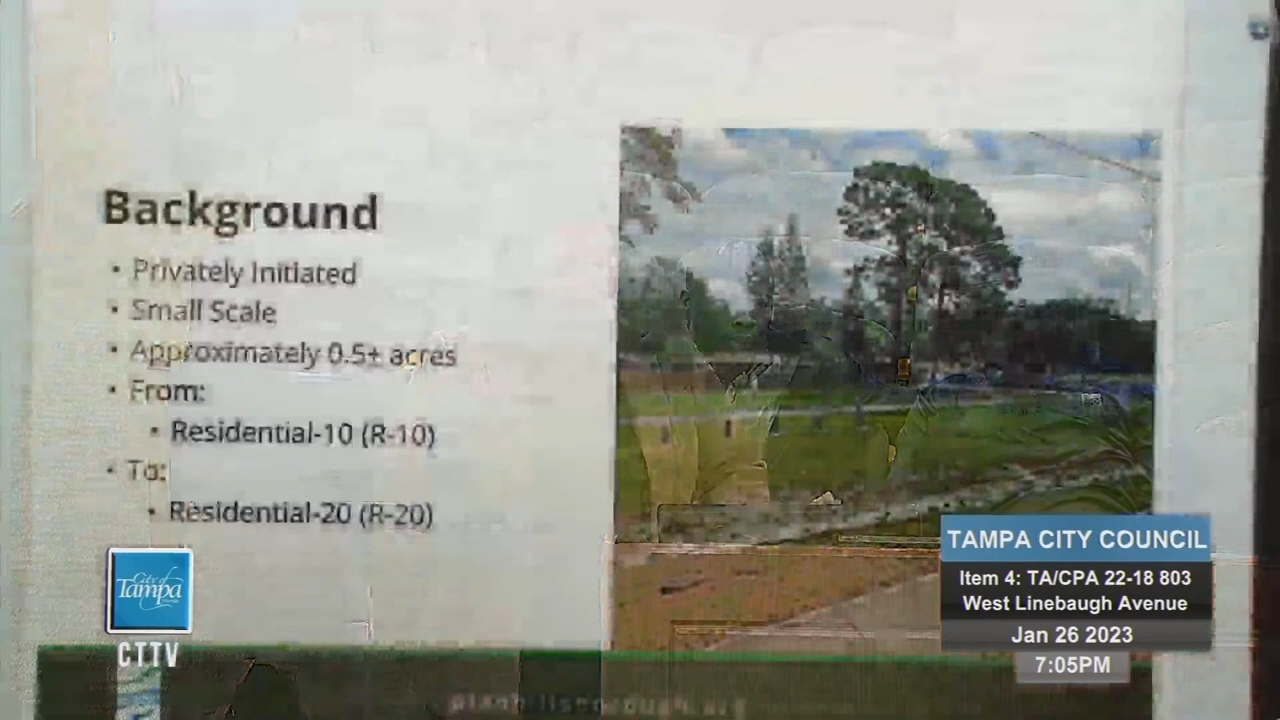 Background
• Privately Initiated
• Small Scale
• Approximately 0.5± acres
• From:
• Residential-10 (R-10)
• To:
• Residential-20 (R-20)
City of
Tampa
CTTV
TAMPA CITY COUNCIL
Item 4: TA/CPA 22-18 803
West Linebaugh Avenue
Jan 26 2023
7:05PM